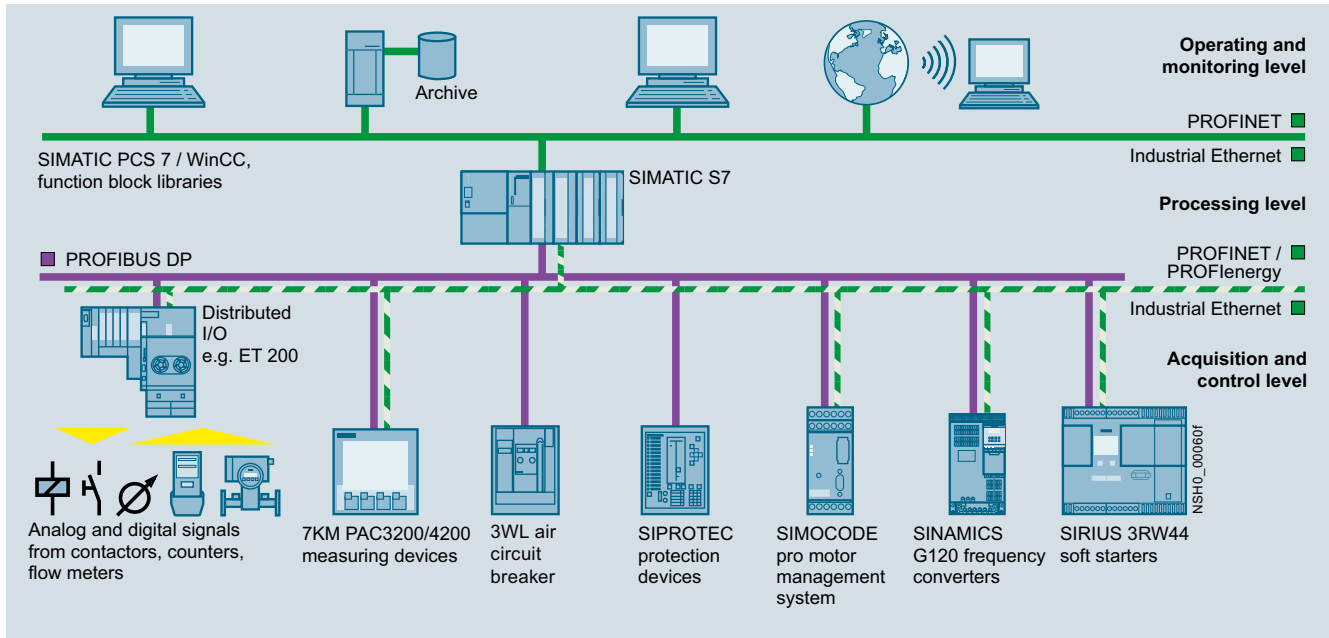 Operating and
monitoring level
Archive
PROFINET
SIMATIC PCS 7 / WinCC,
function block libraries
Industrial Ethernet
SIMATIC S7
Processing level
PROFIBUS DP
PROFINET /
PROFIenergy
Distributed
I/O
e.g. ET 200
Industrial Ethernet
Acquisition and
control level
NSH0_00060f
Analog and digital signals
from contactors, counters,
flow meters
7KM PAC3200/4200
measuring devices
3WL air
circuit
breaker
SIPROTEC
protection
devices
SIMOCODE
pro motor
management
system
SINAMICS
G120 frequency
converters
SIRIUS 3RW44
soft starters